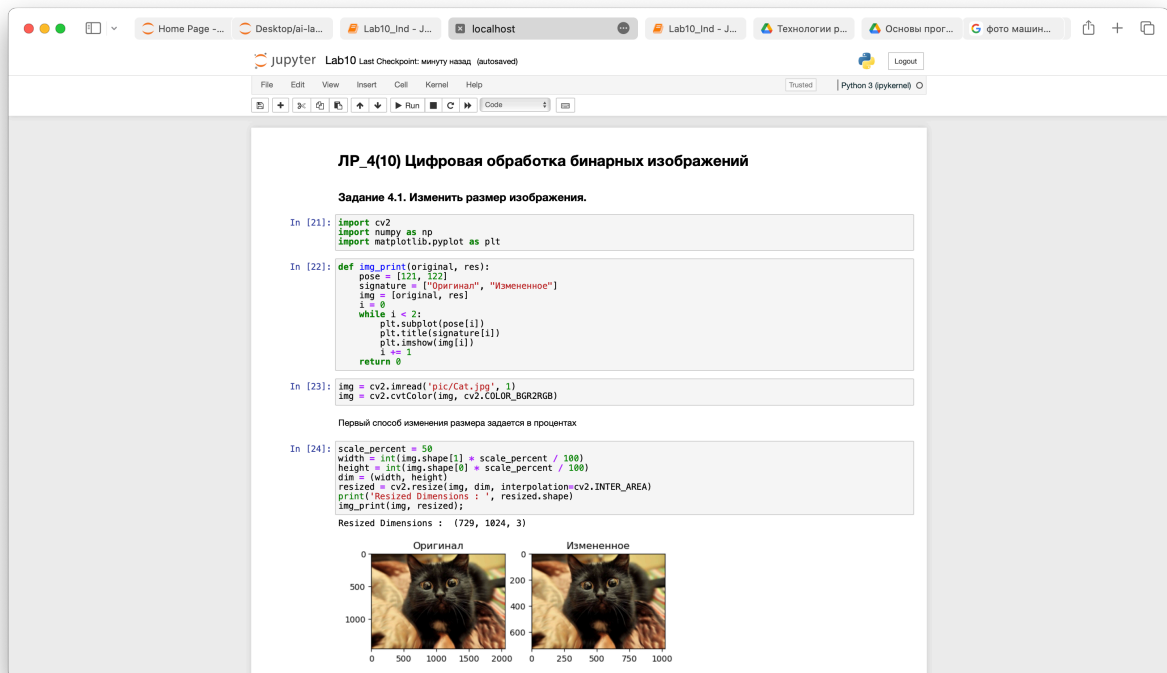 Home Page -...
Desktop/ai-la...
Lab10_Ind - J...
localhost
Lab10_Ind - J...
Технологии р...
Основы прог...
фото машин...
jupyter Lab10 Last Checkpoint: минуту назад (autosaved)
Logout
File Edit View Insert Cell Kernel Help
Trusted
Python 3 (ipykernel)
Run
Code
ЛР_4(10) Цифровая обработка бинарных изображений
Задание 4.1. Изменить размер изображения.
In [21]: import cv2
import numpy as np
import matplotlib.pyplot as plt
In [22]: def img_print(original, res):
    pose = [121, 122]
    signature = ["Оригинал", "Измененное"]
    img = [original, res]
    i = 0
    while i < 2:
        plt.subplot(pose[i])
        plt.title(signature[i])
        plt.imshow(img[i])
        i += 1
    return 0
In [23]: img = cv2.imread('pic/Cat.jpg', 1)
img = cv2.cvtColor(img, cv2.COLOR_BGR2RGB)
Первый способ изменения размера задается в процентах
In [24]: scale_percent = 50
width = int(img.shape[1] * scale_percent / 100)
height = int(img.shape[0] * scale_percent / 100)
dim = (width, height)
resized = cv2.resize(img, dim, interpolation=cv2.INTER_AREA)
print('Resized Dimensions : ', resized.shape)
img_print(img, resized);
Resized Dimensions :  (729, 1024, 3)
Оригинал
0
500
1000
0 500 1000 1500 2000
Измененное
0
200
400
600
0 250 500 750 1000